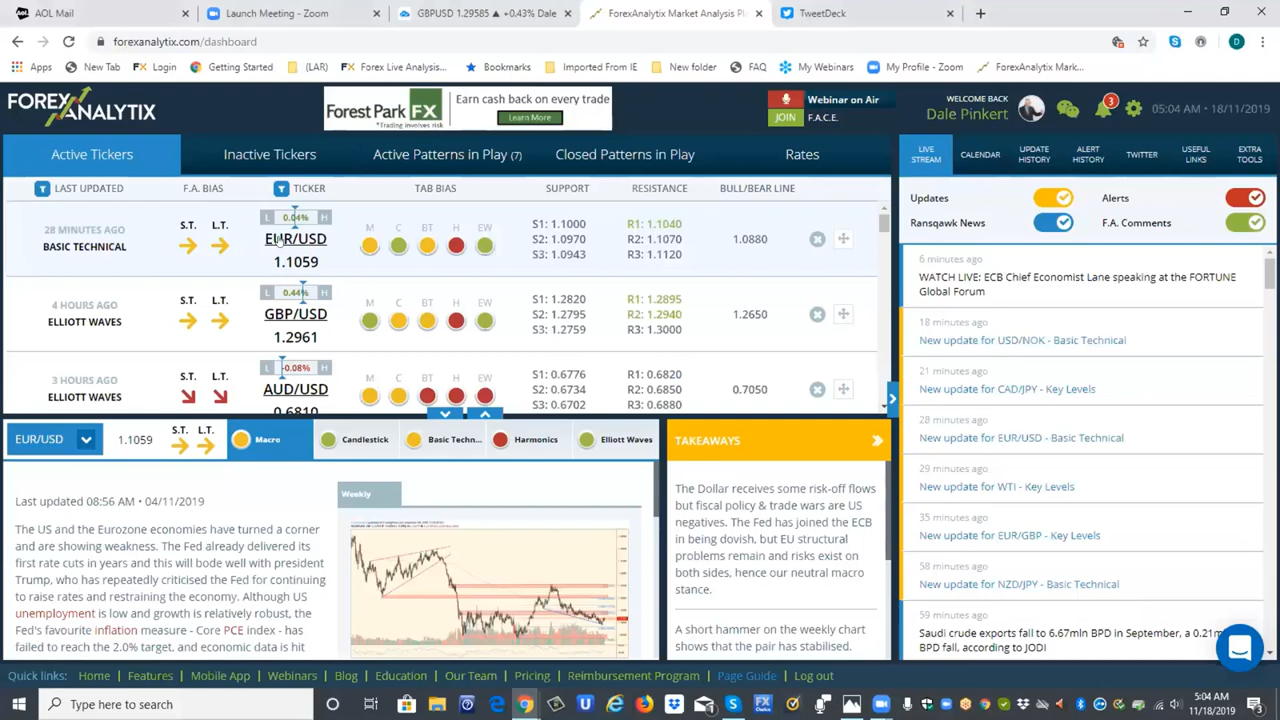 AOL Mail
Launch Meeting - Zoom
GBPUSD 1.29585 ▲ +0.43% Dale
ForexAnalytix Market Analysis Pl
TweetDeck
forexanalytix.com/dashboard
Apps
New Tab
FX Login
Getting Started
(LAR)
FX Forex Live Analysis...
Bookmarks
Imported From IE
New folder
FAQ
My Webinars
My Profile - Zoom
ForexAnalytix Mark...
FOREXANALYTIX
Forest Park FX
*Trading involves risk
Earn cash back on every trade
Learn More
Webinar on Air
JOIN F.A.C.E.
WELCOME BACK
Dale Pinkert
3
05:04 AM • 18/11/2019
Active Tickers
Inactive Tickers
Active Patterns in Play (7)
Closed Patterns in Play
Rates
LAST UPDATED
F.A. BIAS
TICKER
TAB BIAS
SUPPORT
RESISTANCE
BULL/BEAR LINE
28 MINUTES AGO
BASIC TECHNICAL
S.T. L.T.
L 0.04% H
EUR/USD
1.1059
M C BT H EW
S1: 1.1000
S2: 1.0970
S3: 1.0943
R1: 1.1040
R2: 1.1070
R3: 1.1120
1.0880
4 HOURS AGO
ELLIOTT WAVES
S.T. L.T.
L 0.44% H
GBP/USD
1.2961
M C BT H EW
S1: 1.2820
S2: 1.2795
S3: 1.2759
R1: 1.2895
R2: 1.2940
R3: 1.3000
1.2650
3 HOURS AGO
ELLIOTT WAVES
S.T. L.T.
L -0.08% H
AUD/USD
0.6810
M C BT H EW
S1: 0.6776
S2: 0.6734
S3: 0.6702
R1: 0.6820
R2: 0.6850
R3: 0.6880
0.7050
EUR/USD
1.1059
S.T. L.T.
Macro
Candlestick
Basic Techn...
Harmonics
Elliott Waves
Last updated 08:56 AM • 04/11/2019
The US and the Eurozone economies have turned a corner
and are showing weakness. The Fed already delivered its
first rate cuts in years and this will bode well with president
Trump, who has repeatedly criticised the Fed for continuing
to raise rates and restraining the economy. Although US
unemployment is low and growth is relatively robust, the
Fed's favourite inflation measure - Core PCE index - has
failed to reach the 2.0% target, and economic data is hit
Weekly
TAKEAWAYS
The Dollar receives some risk-off flows
but fiscal policy & trade wars are US
negatives. The Fed has joined the ECB
in being dovish, but EU structural
problems remain and risks exist on
both sides, hence our neutral macro
stance.
A short hammer on the weekly chart
shows that the pair has stabilised.
LIVE
STREAM
CALENDAR
UPDATE
HISTORY
ALERT
HISTORY
TWITTER
USEFUL
LINKS
EXTRA
TOOLS
Updates
Alerts
Ransqawk News
F.A. Comments
6 minutes ago
WATCH LIVE: ECB Chief Economist Lane speaking at the FORTUNE
Global Forum
18 minutes ago
New update for USD/NOK - Basic Technical
21 minutes ago
New update for CAD/JPY - Key Levels
28 minutes ago
New update for EUR/USD - Basic Technical
29 minutes ago
New update for WTI - Key Levels
35 minutes ago
New update for EUR/GBP - Key Levels
58 minutes ago
New update for NZD/JPY - Basic Technical
59 minutes ago
Saudi crude exports fall to 6.67mln BPD in September, a 0.21m
BPD fall, according to JODI
Quick links:
Home
Features
Mobile App
Webinars
Blog
Education
Our Team
Pricing
Reimbursement Program
Page Guide
Log out
Type here to search
5:04 AM
11/18/2019